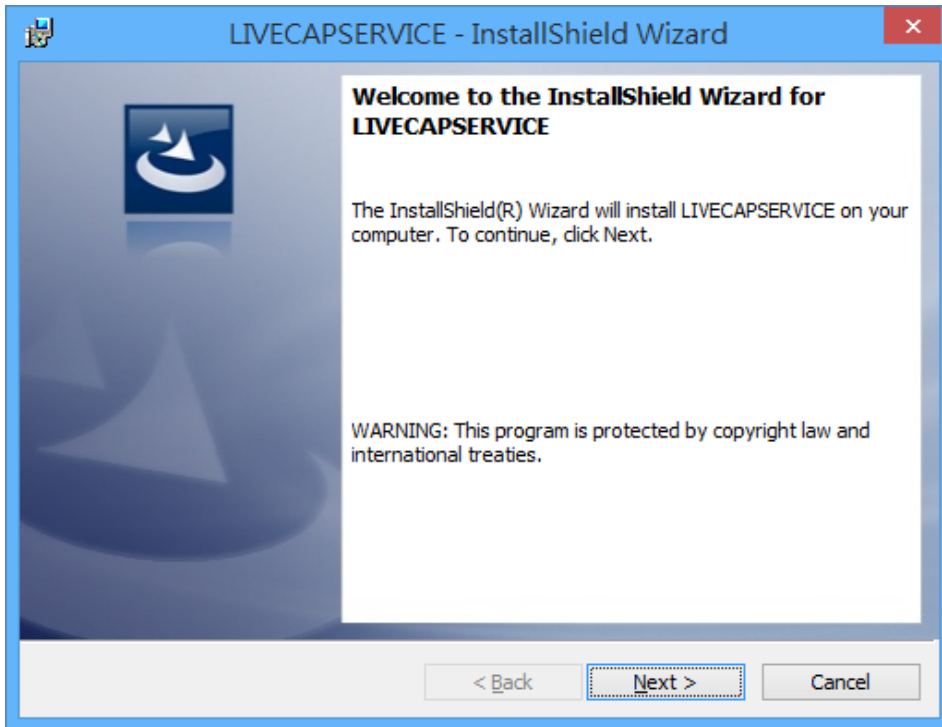 LIVECAPSERVICE - InstallShield Wizard
Welcome to the InstallShield Wizard for
LIVECAPSERVICE
The InstallShield(R) Wizard will install LIVECAPSERVICE on your
computer. To continue, click Next.
WARNING: This program is protected by copyright law and
international treaties.
< Back
Next >
Cancel